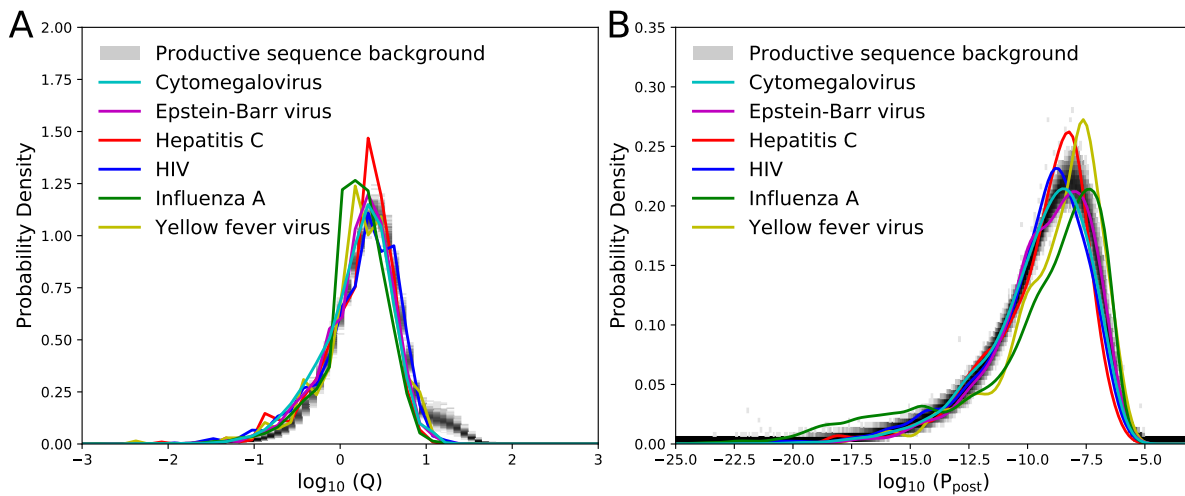 A
2.00
1.75
1.50
1.25
1.00
0.75
0.50
0.25
0.00
Probability Density
Productive sequence background
Cytomegalovirus
Epstein-Barr virus
Hepatitis C
HIV
Influenza A
Yellow fever virus
−3 −2 −1 0 1 2 3
log10 (Q)
B
0.35
0.30
0.25
0.20
0.15
0.10
0.05
0.00
Probability Density
Productive sequence background
Cytomegalovirus
Epstein-Barr virus
Hepatitis C
HIV
Influenza A
Yellow fever virus
−25.0 −22.5 −20.0 −17.5 −15.0 −12.5 −10.0 −7.5 −5.0
log10 (Ppost)